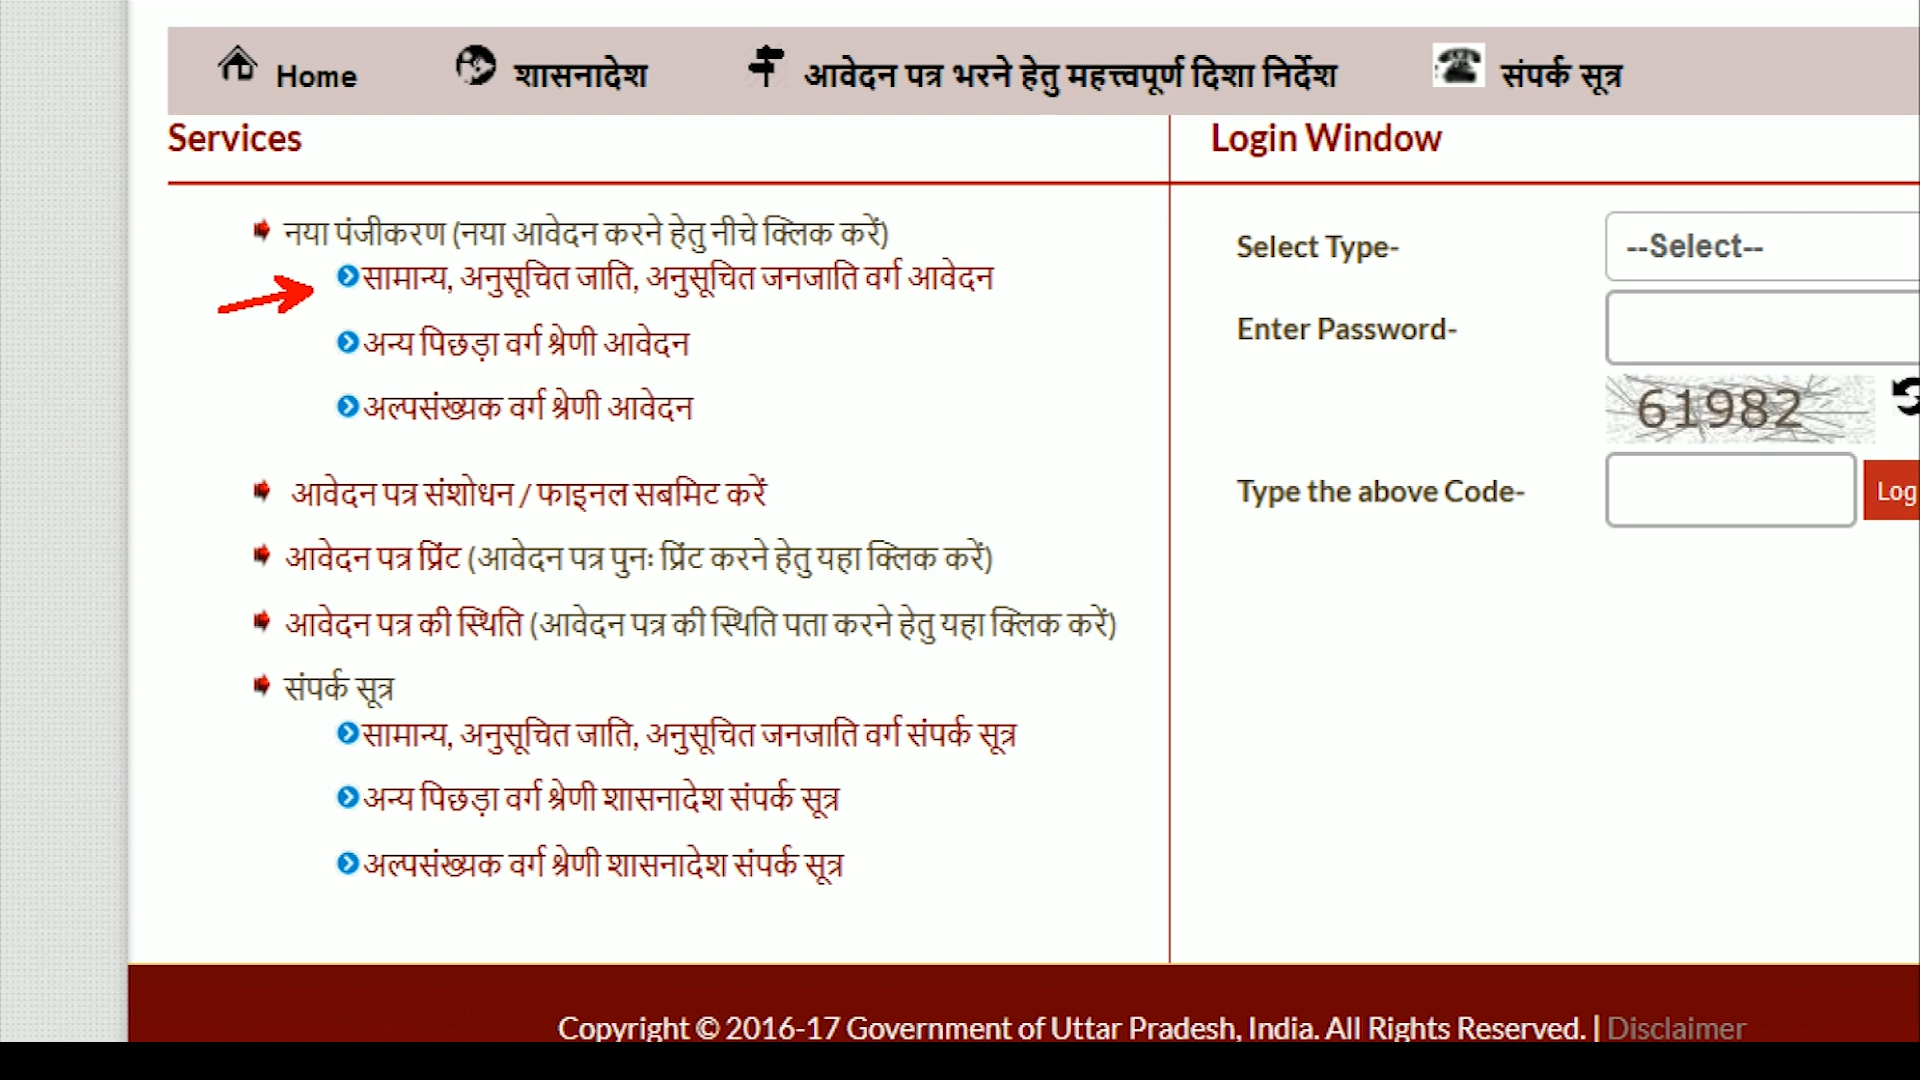 Home शासनादेश आवेदन पत्र भरने हेतु महत्त्वपूर्ण दिशा निर्देश संपर्क सूत्र
Services
नया पंजीकरण (नया आवेदन करने हेतु नीचे क्लिक करें)
सामान्य, अनुसूचित जाति, अनुसूचित जनजाति वर्ग आवेदन
अन्य पिछड़ा वर्ग श्रेणी आवेदन
अल्पसंख्यक वर्ग श्रेणी आवेदन
आवेदन पत्र संशोधन / फाइनल सबमिट करें
आवेदन पत्र प्रिंट (आवेदन पत्र पुनः प्रिंट करने हेतु यहा क्लिक करें)
आवेदन पत्र की स्थिति (आवेदन पत्र की स्थिति पता करने हेतु यहा क्लिक करें)
संपर्क सूत्र
सामान्य, अनुसूचित जाति, अनुसूचित जनजाति वर्ग संपर्क सूत्र
अन्य पिछड़ा वर्ग श्रेणी शासनादेश संपर्क सूत्र
अल्पसंख्यक वर्ग श्रेणी शासनादेश संपर्क सूत्र
Login Window
Select Type- --Select--
Enter Password-
61982
Type the above Code- Log
Copyright © 2016-17 Government of Uttar Pradesh, India. All Rights Reserved. | Disclaimer